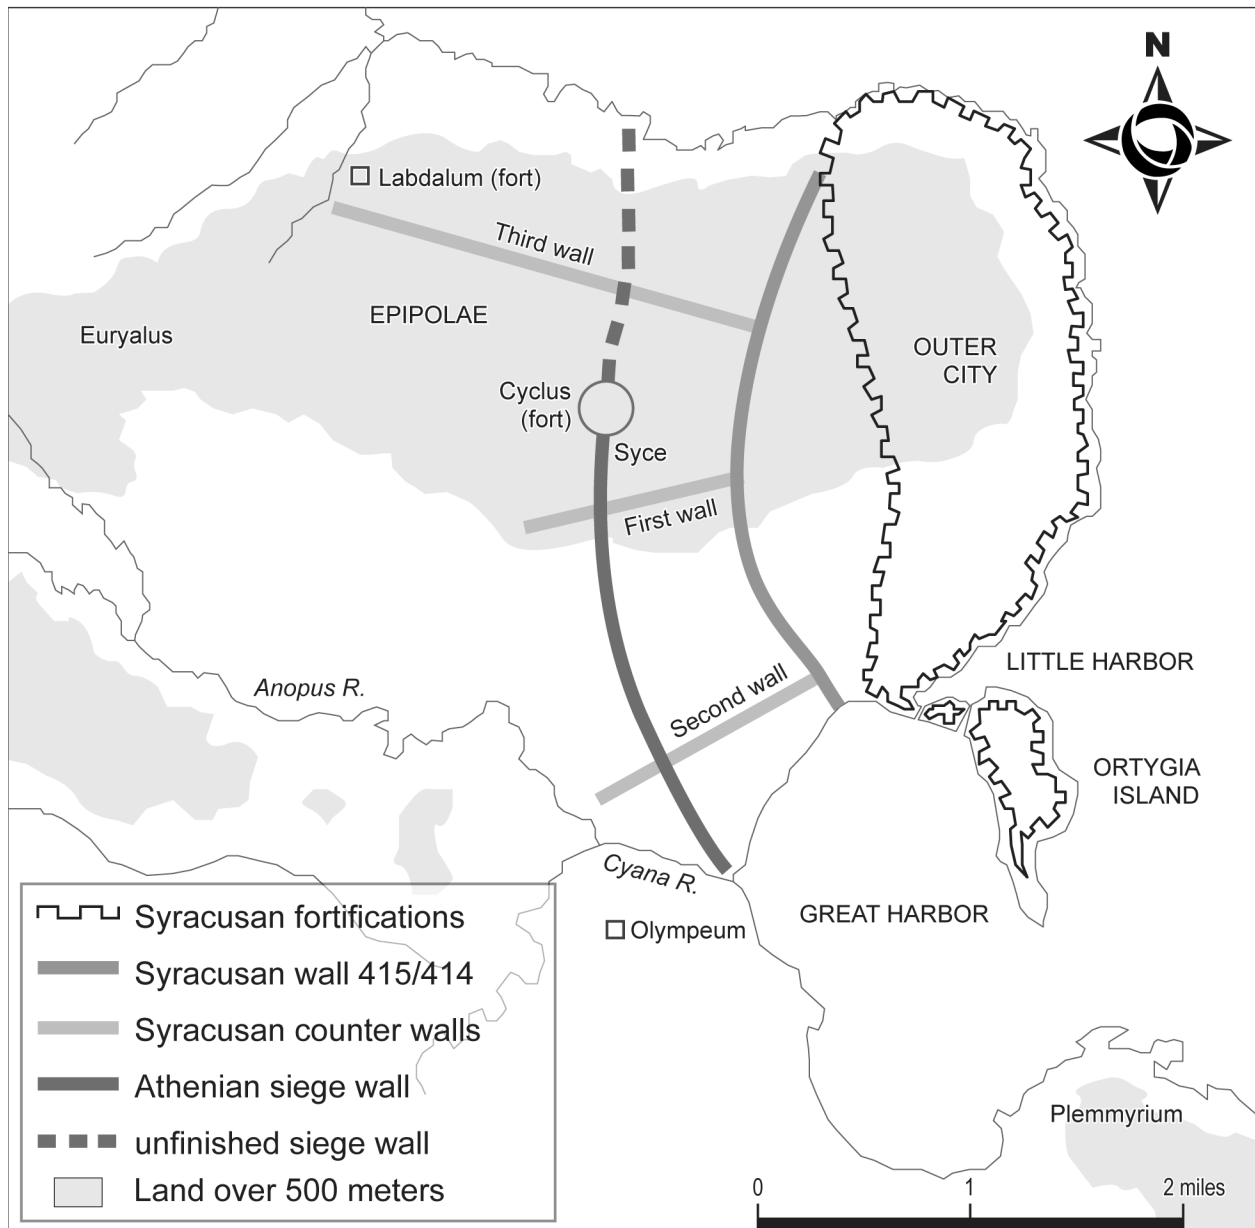 N
Labdalum (fort)
Third wall
EPIPOLAE
Euryalus
OUTER
CITY
Cyclus
(fort)
Syce
First wall
LITTLE HARBOR
Anopus R.
Second wall
ORTYGIA
ISLAND
Cyana R.
GREAT HARBOR
Olympeum
Syracusan fortifications
Syracusan wall 415/414
Syracusan counter walls
Athenian siege wall
unfinished siege wall
Land over 500 meters
Plemmyrium
0 1 2 miles